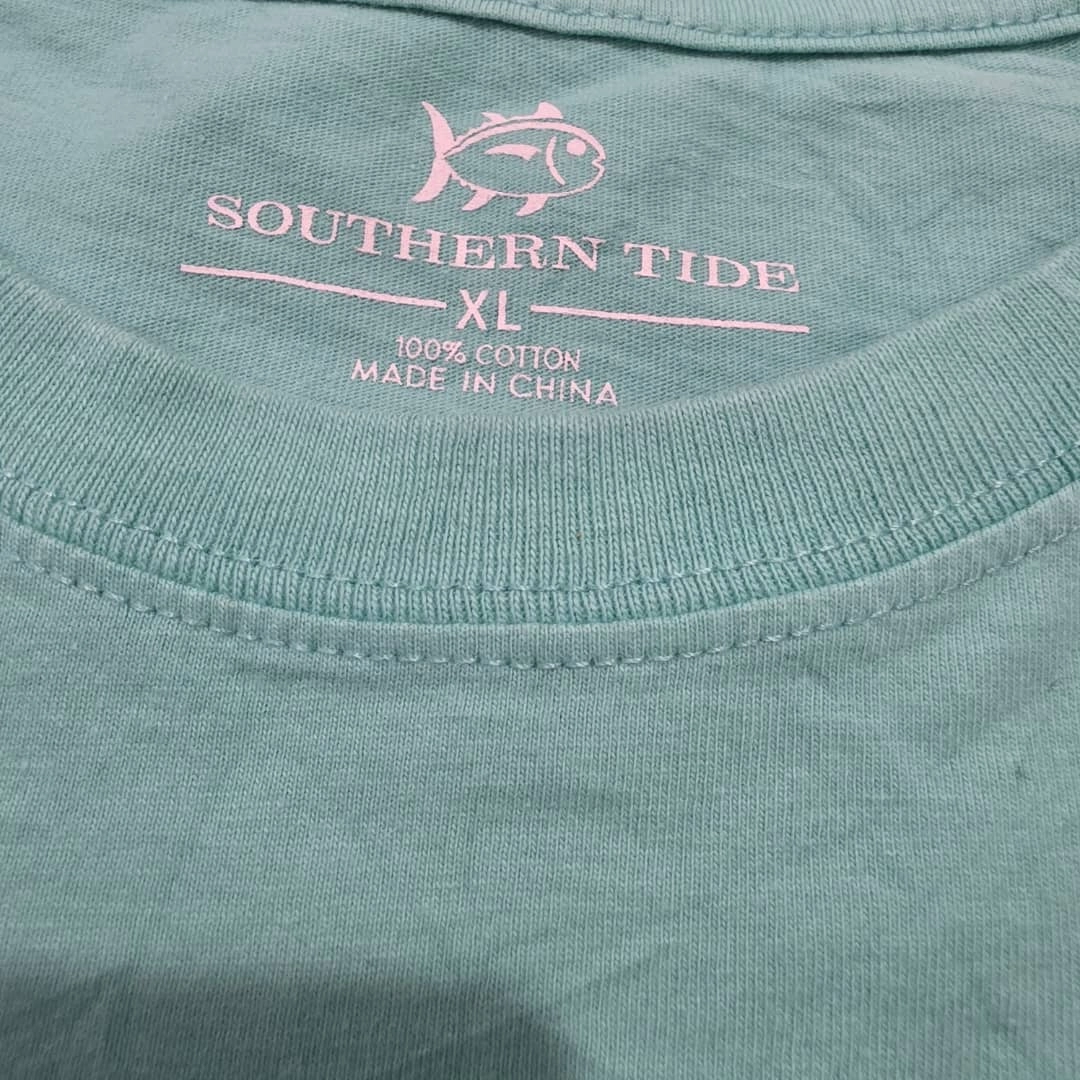 SOUTHERN TIDE
XL
100% COTTON
MADE IN CHINA